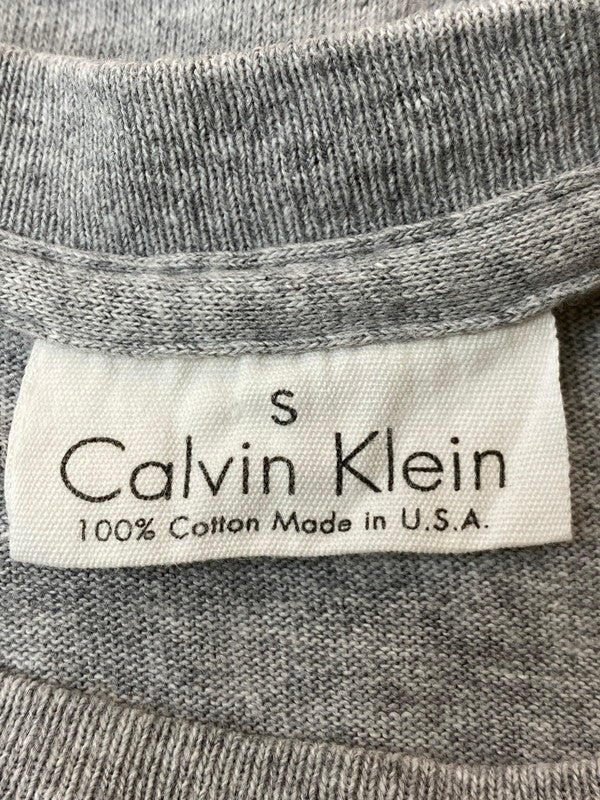 S
Calvin Klein
100% Cotton Made in U.S.A.